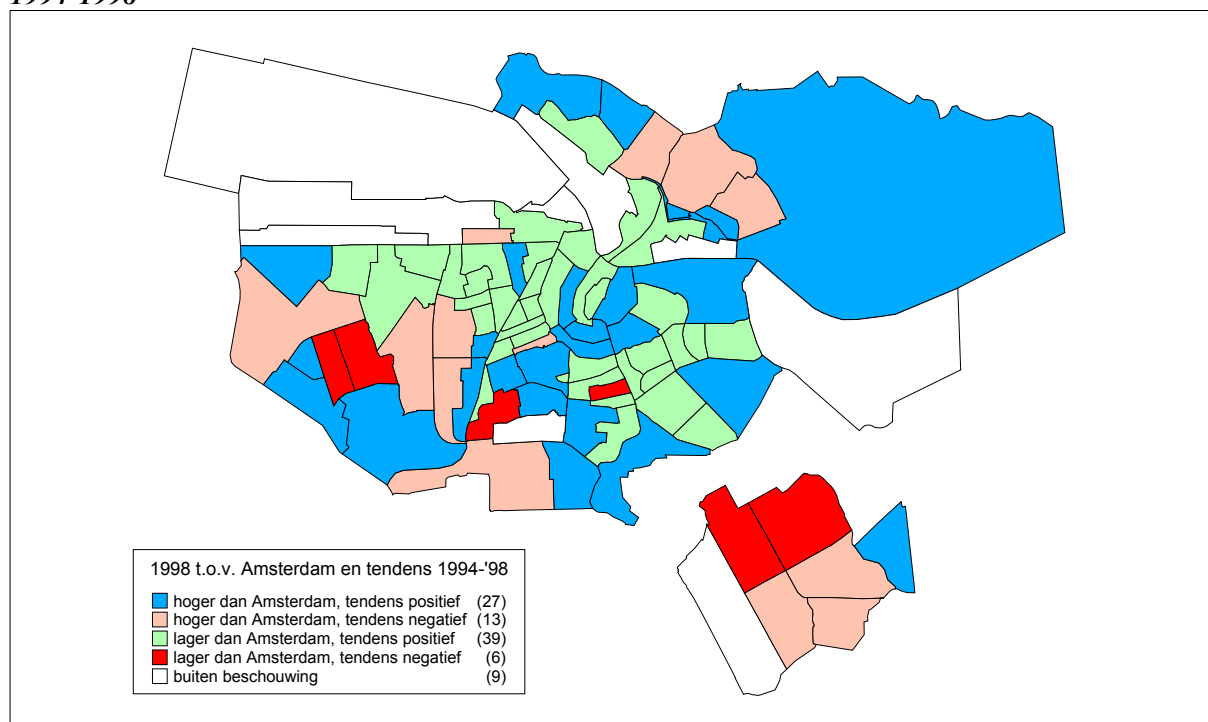 1998 t.o.v. Amsterdam en tendens 1994-'98
hoger dan Amsterdam, tendens positief (27)
hoger dan Amsterdam, tendens negatief (13)
lager dan Amsterdam, tendens positief (39)
lager dan Amsterdam, tendens negatief (6)
buiten beschouwing (9)